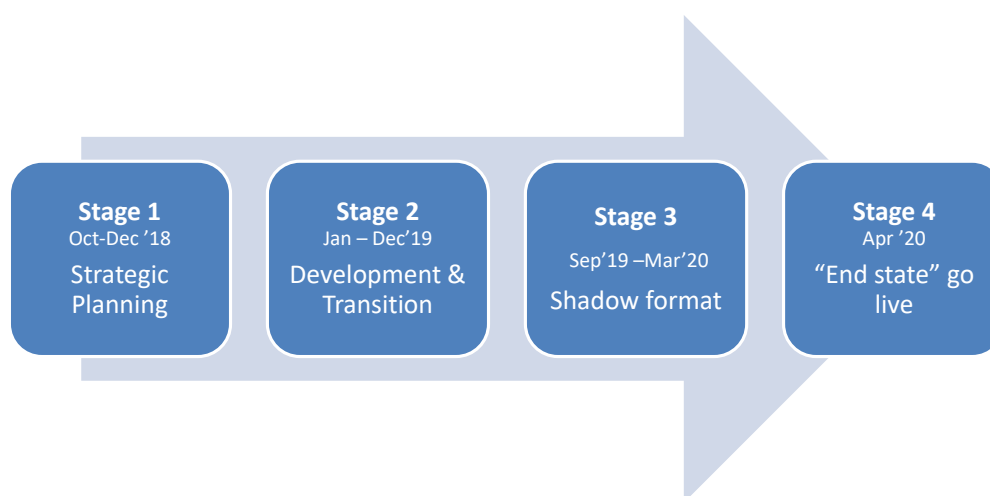 Stage 1
Oct-Dec ’18
Strategic
Planning
Stage 2
Jan – Dec’19
Development &
Transition
Stage 3
Sep’19 –Mar’20
Shadow format
Stage 4
Apr ’20
“End state” go
live